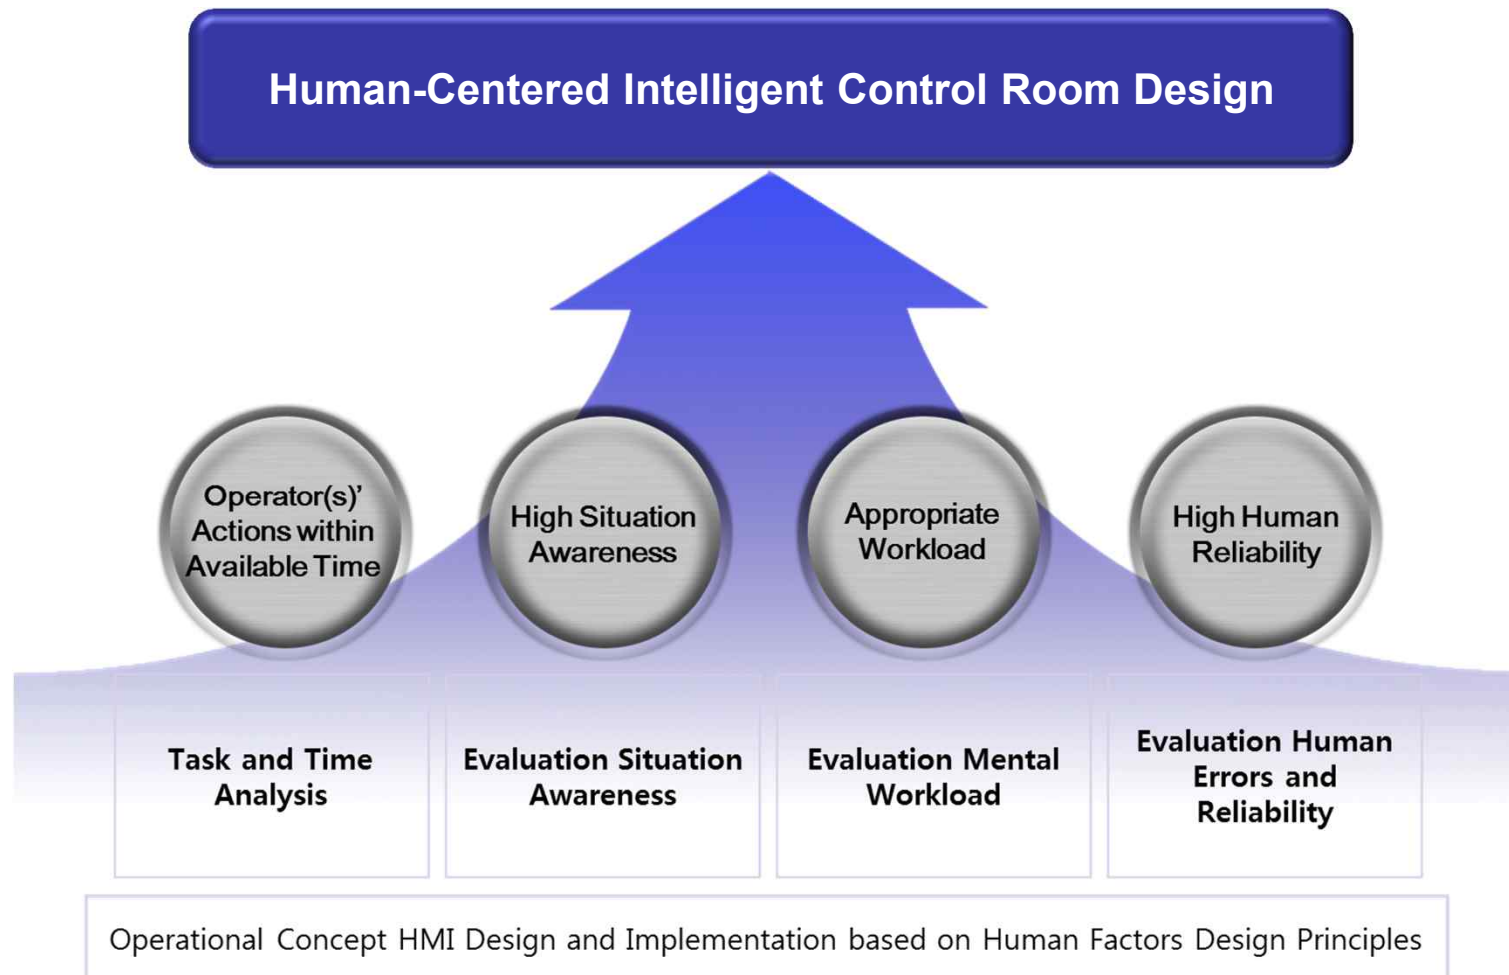 Human-Centered Intelligent Control Room Design
Operator(s)'
Actions within
Available Time
High Situation
Awareness
Appropriate
Workload
High Human
Reliability
Task and Time
Analysis
Evaluation Situation
Awareness
Evaluation Mental
Workload
Evaluation Human
Errors and
Reliability
Operational Concept HMI Design and Implementation based on Human Factors Design Principles